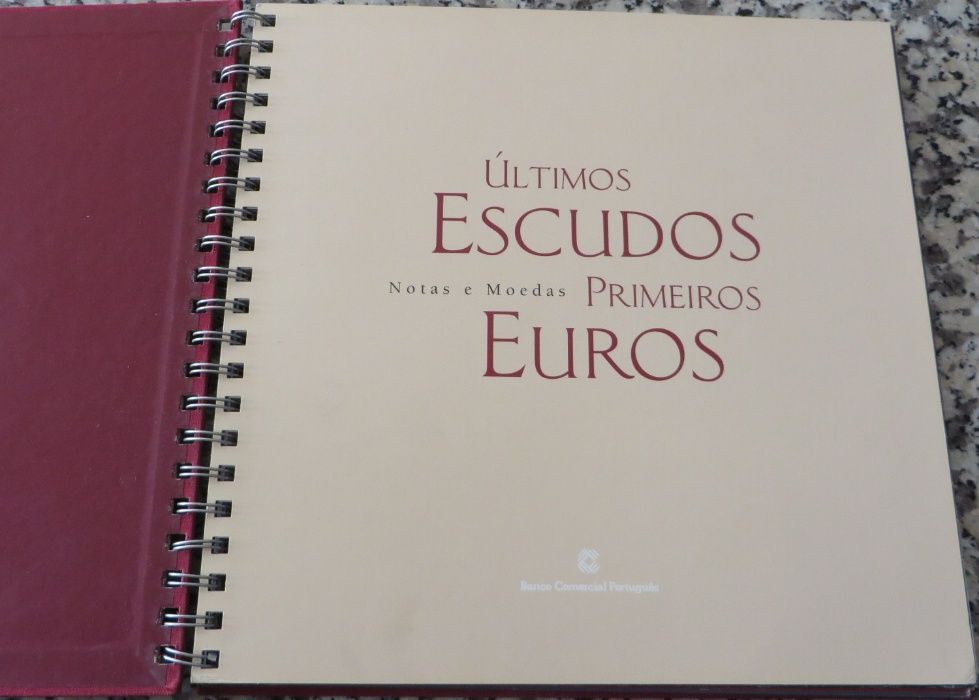 ÚLTIMOS
ESCUDOS
Notas e Moedas PRIMEIROS
EUROS
Banco Comercial Português